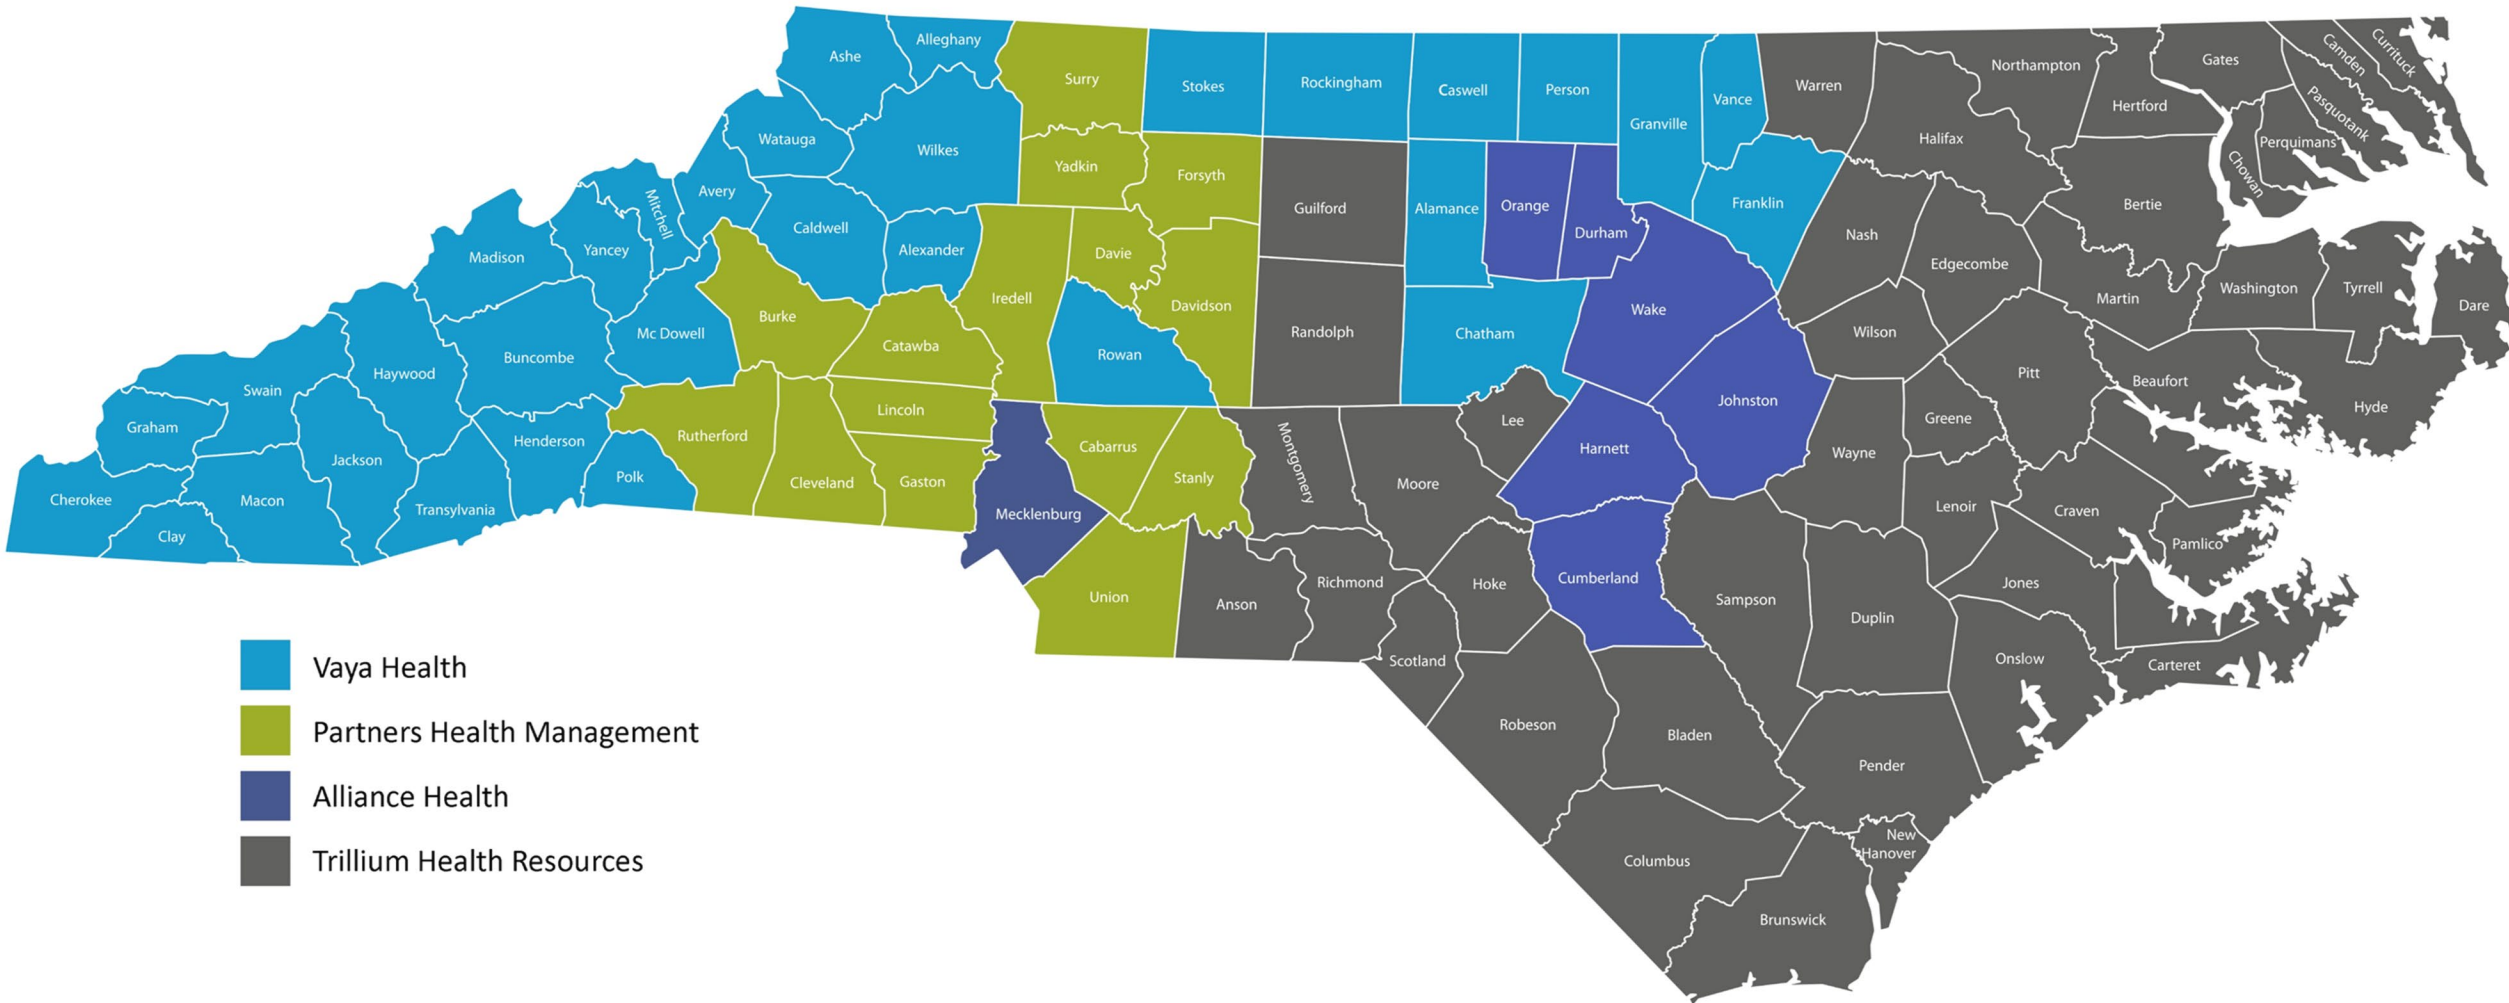 Ashe
Alleghany
Surry
Stokes
Rockingham
Caswell
Person
Granville
Vance
Warren
Northampton
Hertford
Gates
Camden
Currituck
Pasquotank
Perquimans
Chowan
Watauga
Wilkes
Yadkin
Forsyth
Guilford
Alamance
Orange
Durham
Franklin
Halifax
Nash
Bertie
Edgecombe
Martin
Washington
Tyrrell
Dare
Mitchell
Avery
Yancey
Madison
Caldwell
Alexander
Iredell
Davie
Davidson
Randolph
Chatham
Wake
Wilson
Pitt
Beaufort
Hyde
Burke
Mc Dowell
Buncombe
Haywood
Swain
Graham
Catawba
Rowan
Lincoln
Rutherford
Henderson
Polk
Jackson
Cherokee
Macon
Clay
Transylvania
Cleveland
Gaston
Mecklenburg
Cabarrus
Stanly
Montgomery
Moore
Lee
Harnett
Johnston
Wayne
Greene
Lenoir
Craven
Pamlico
Jones
Union
Anson
Richmond
Scotland
Hoke
Cumberland
Sampson
Duplin
Onslow
Carteret
Robeson
Bladen
Pender
New
Hanover
Columbus
Brunswick
Vaya Health
Partners Health Management
Alliance Health
Trillium Health Resources